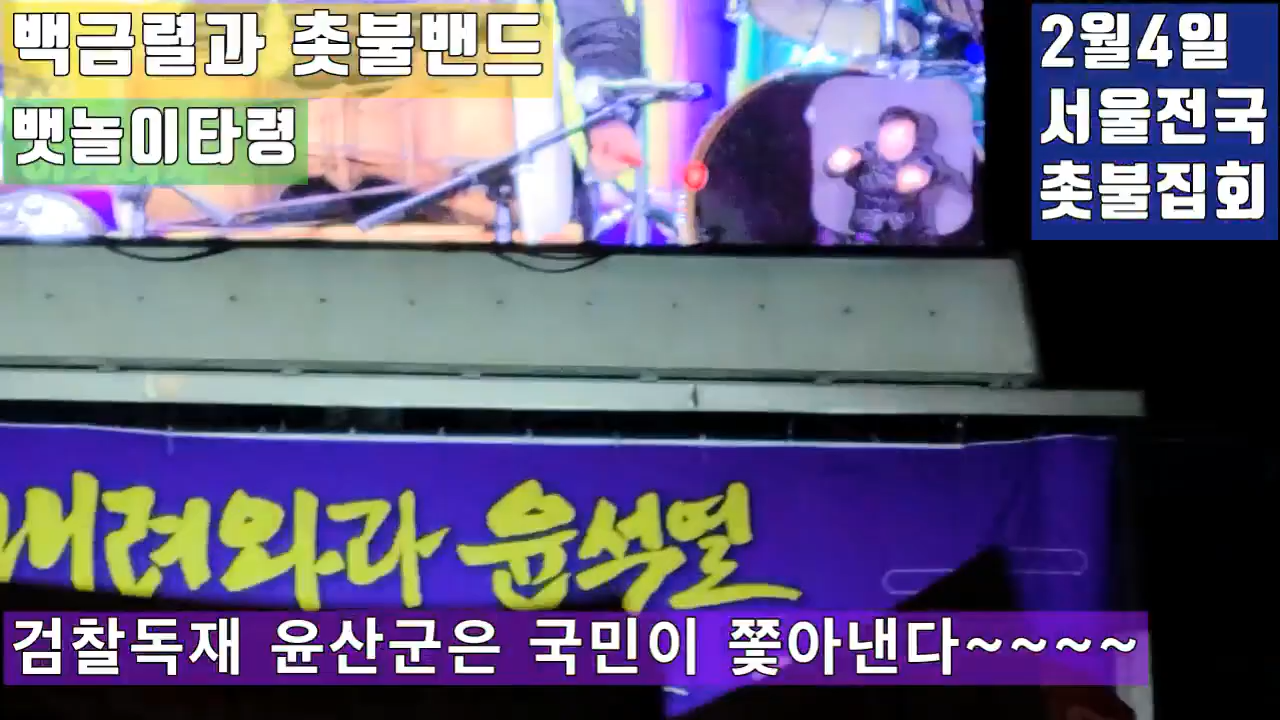 백금렬과 촛불밴드
뱃놀이타령
2월4일
서울전국
촛불집회
내려와라 윤석열
검찰독재 윤산군은 국민이 쫓아낸다~~~~